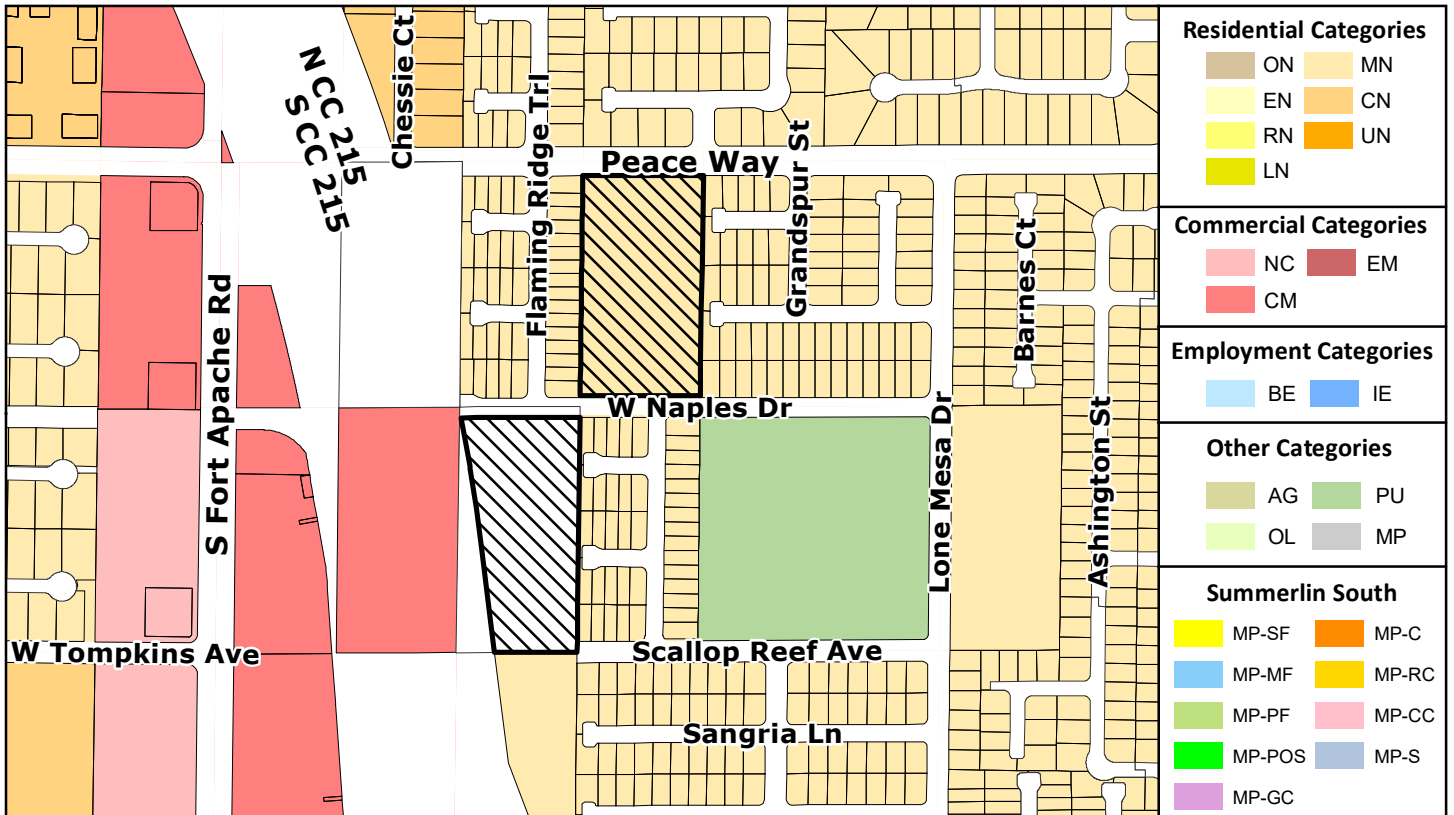 Chessie Ct
N CC 215
S CC 215
Flaming Ridge Trl
Peace Way
Grandspur St
Barnes Ct
S Fort Apache Rd
W Naples Dr
Lone Mesa Dr
Ashington St
W Tompkins Ave
Scallop Reef Ave
Sangria Ln
Residential Categories
ON MN
EN CN
RN UN
LN
Commercial Categories
NC EM
CM
Employment Categories
BE IE
Other Categories
AG PU
OL MP
Summerlin South
MP-SF MP-C
MP-MF MP-RC
MP-PF MP-CC
MP-POS MP-S
MP-GC